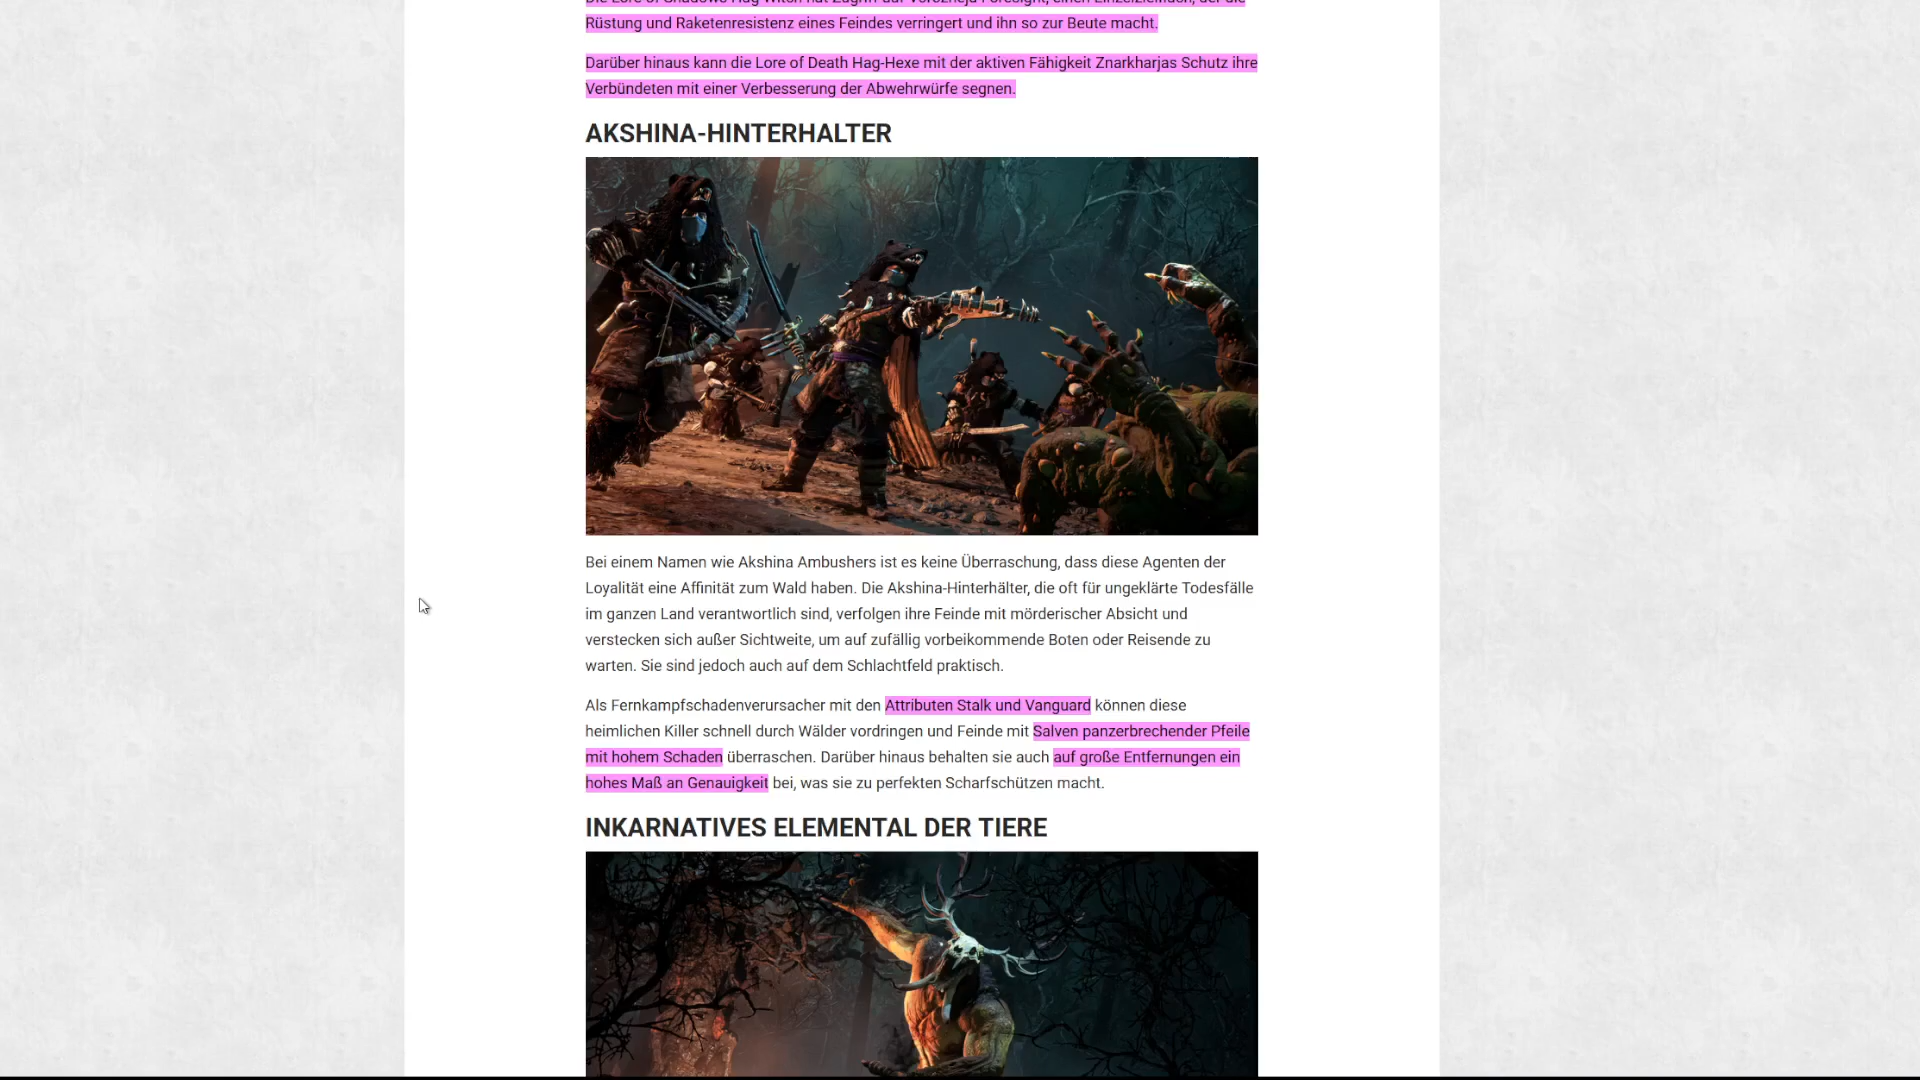 Rüstung und Raketenresistenz eines Feindes verringert und ihn so zur Beute macht.
Darüber hinaus kann die Lore of Death Hag-Hexe mit der aktiven Fähigkeit Znarkharjas Schutz ihre
Verbündeten mit einer Verbesserung der Abwehrwürfe segnen.
AKSHINA-HINTERHALTER
Bei einem Namen wie Akshina Ambushers ist es keine Überraschung, dass diese Agenten der
Loyalität eine Affinität zum Wald haben. Die Akshina-Hinterhälter, die oft für ungeklärte Todesfälle
im ganzen Land verantwortlich sind, verfolgen ihre Feinde mit mörderischer Absicht und
verstecken sich außer Sichtweite, um auf zufällig vorbeikommende Boten oder Reisende zu
warten. Sie sind jedoch auch auf dem Schlachtfeld praktisch.
Als Fernkampfschadenverursacher mit den Attributen Stalk und Vanguard können diese
heimlichen Killer schnell durch Wälder vordringen und Feinde mit Salven panzerbrechender Pfeile
mit hohem Schaden überraschen. Darüber hinaus behalten sie auch auf große Entfernungen ein
hohes Maß an Genauigkeit bei, was sie zu perfekten Scharfschützen macht.
INKARNATIVES ELEMENTAL DER TIERE